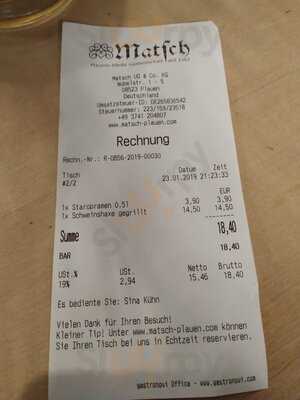 Matsch
Matsch UG & Co. KG
Nobelstr. 1 - 5
08523 Plauen
Deutschland
Umsatzsteuer-ID: DE265636542
Steuernummer: 223/159/23518
+49 3741 204807
www.matsch-plauen.com
Rechnung
Rechn.-Nr.: R-GB56-2019-00030
Tisch Datum Zeit
#2/2 23.01.2019 21:23:33
EUR
1x Staropramen 0,5l 3,90 3,90
1x Schweinshaxe gegrillt 14,50 14,50
Summe 18,40
BAR 18,40
USt.% USt. Netto Brutto
19% 2,94 15,46 18,40
Es bediente Sie: Sina Kühn
Vielen Dank für Ihren Besuch!
Kleiner Tip! Unter www.matsch-plauen.com können
Sie Ihren Tisch bei uns in Echtzeit reservieren.
gastronovi Office - www.gastronovi.com